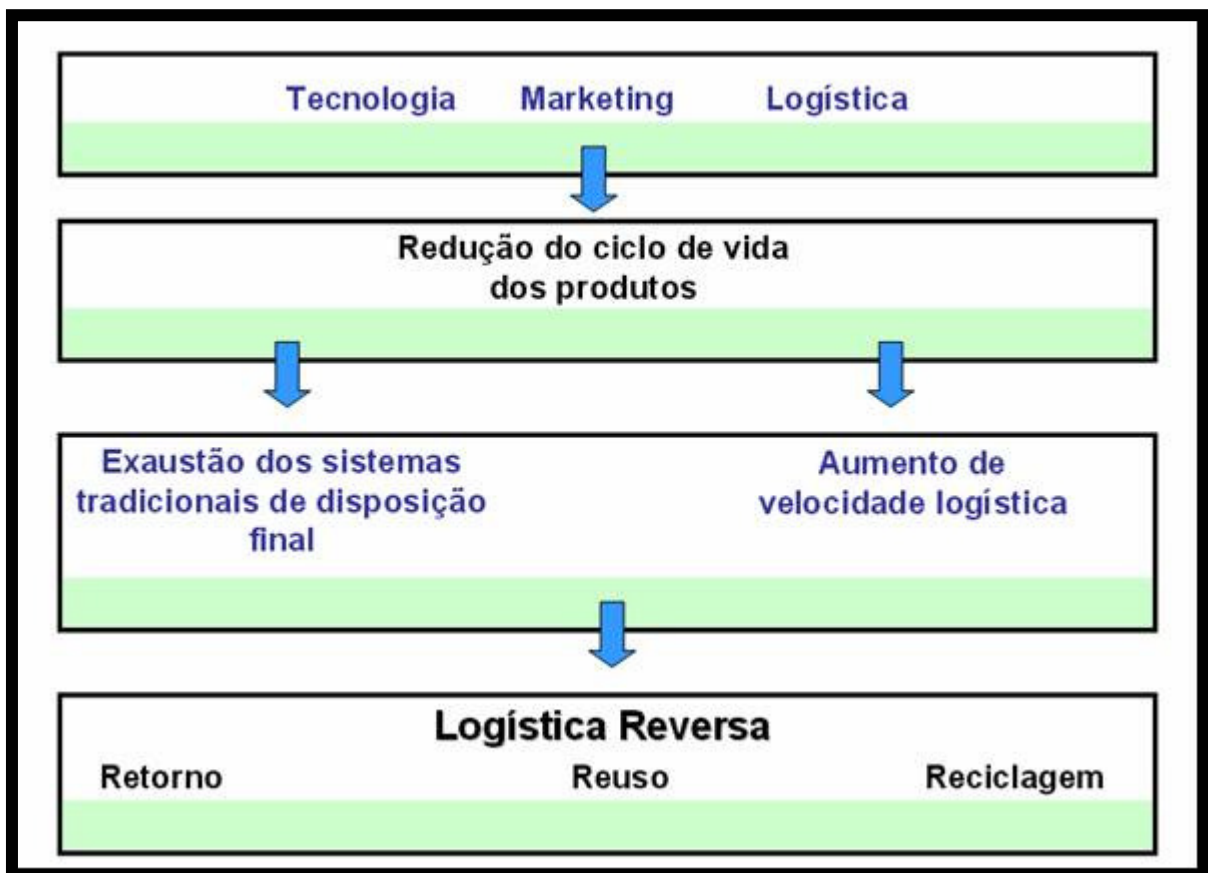 Tecnologia Marketing Logística
Redução do ciclo de vida
dos produtos
Exaustão dos sistemas
tradicionais de disposição
final
Aumento de
velocidade logística
Logística Reversa
Retorno Reuso Reciclagem